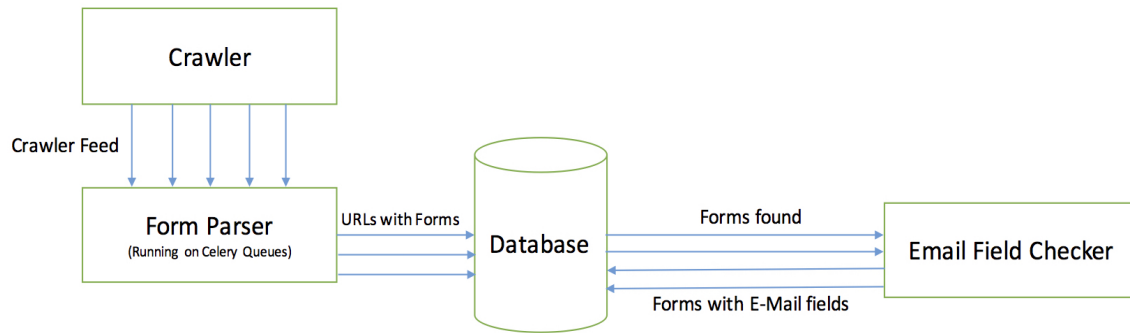 Crawler
Crawler Feed
Form Parser
(Running on Celery Queues)
URLs with Forms
Database
Forms found
Email Field Checker
Forms with E-Mail fields